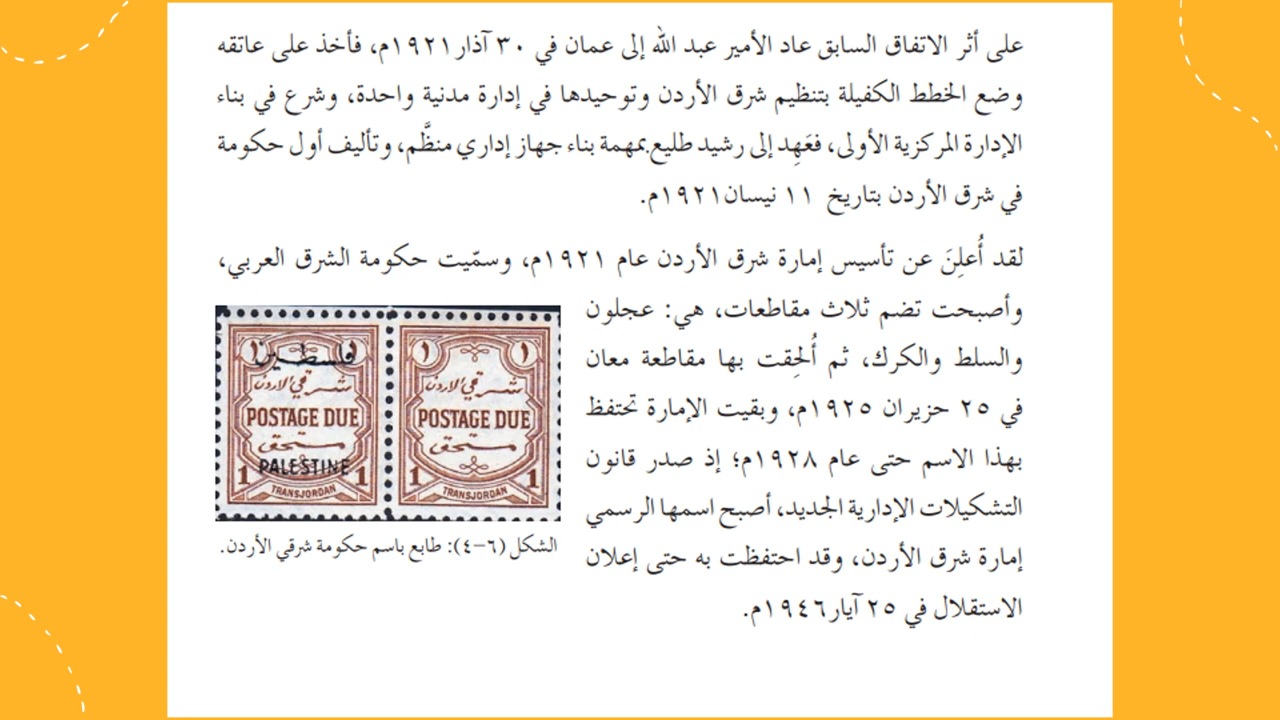 على أثر الاتفاق السابق عاد الأمير عبد الله إلى عمان في ٣٠ آذار١٩٢١م، فأخذ على عاتقه
وضع الخطط الكفيلة بتنظيم شرق الأردن وتوحيدها في إدارة مدنية واحدة، وشرع في بناء
الإدارة المركزية الأولى، فعَهِد إلى رشيد طليع بمهمة بناء جهاز إداري منظَّم، وتأليف أول حكومة
في شرق الأردن بتاريخ ١١ نيسان١٩٢١م.
لقد أُعلِنَ عن تأسيس إمارة شرق الأردن عام ١٩٢١م، وسمّيت حكومة الشرق العربي،
وأصبحت تضم ثلاث مقاطعات، هي: عجلون
والسلط والكرك، ثم أُلحِقت بها مقاطعة معان
في ٢٥ حزيران ١٩٢٥م، وبقيت الإمارة تحتفظ
بهذا الاسم حتى عام ١٩٢٨م؛ إذ صدر قانون
التشكيلات الإدارية الجديد، أصبح اسمها الرسمي
إمارة شرق الأردن، وقد احتفظت به حتى إعلان
الاستقلال في ٢٥ آيار١٩٤٦م.
١ ١
فلسطين
شرقي الاردن
POSTAGE DUE
مستحق
PALESTINE
1 1
TRANSJORDAN
١ ١
شرقي الاردن
POSTAGE DUE
مستحق
1 1
TRANSJORDAN
الشكل (٦-٤): طابع باسم حكومة شرقي الأردن.